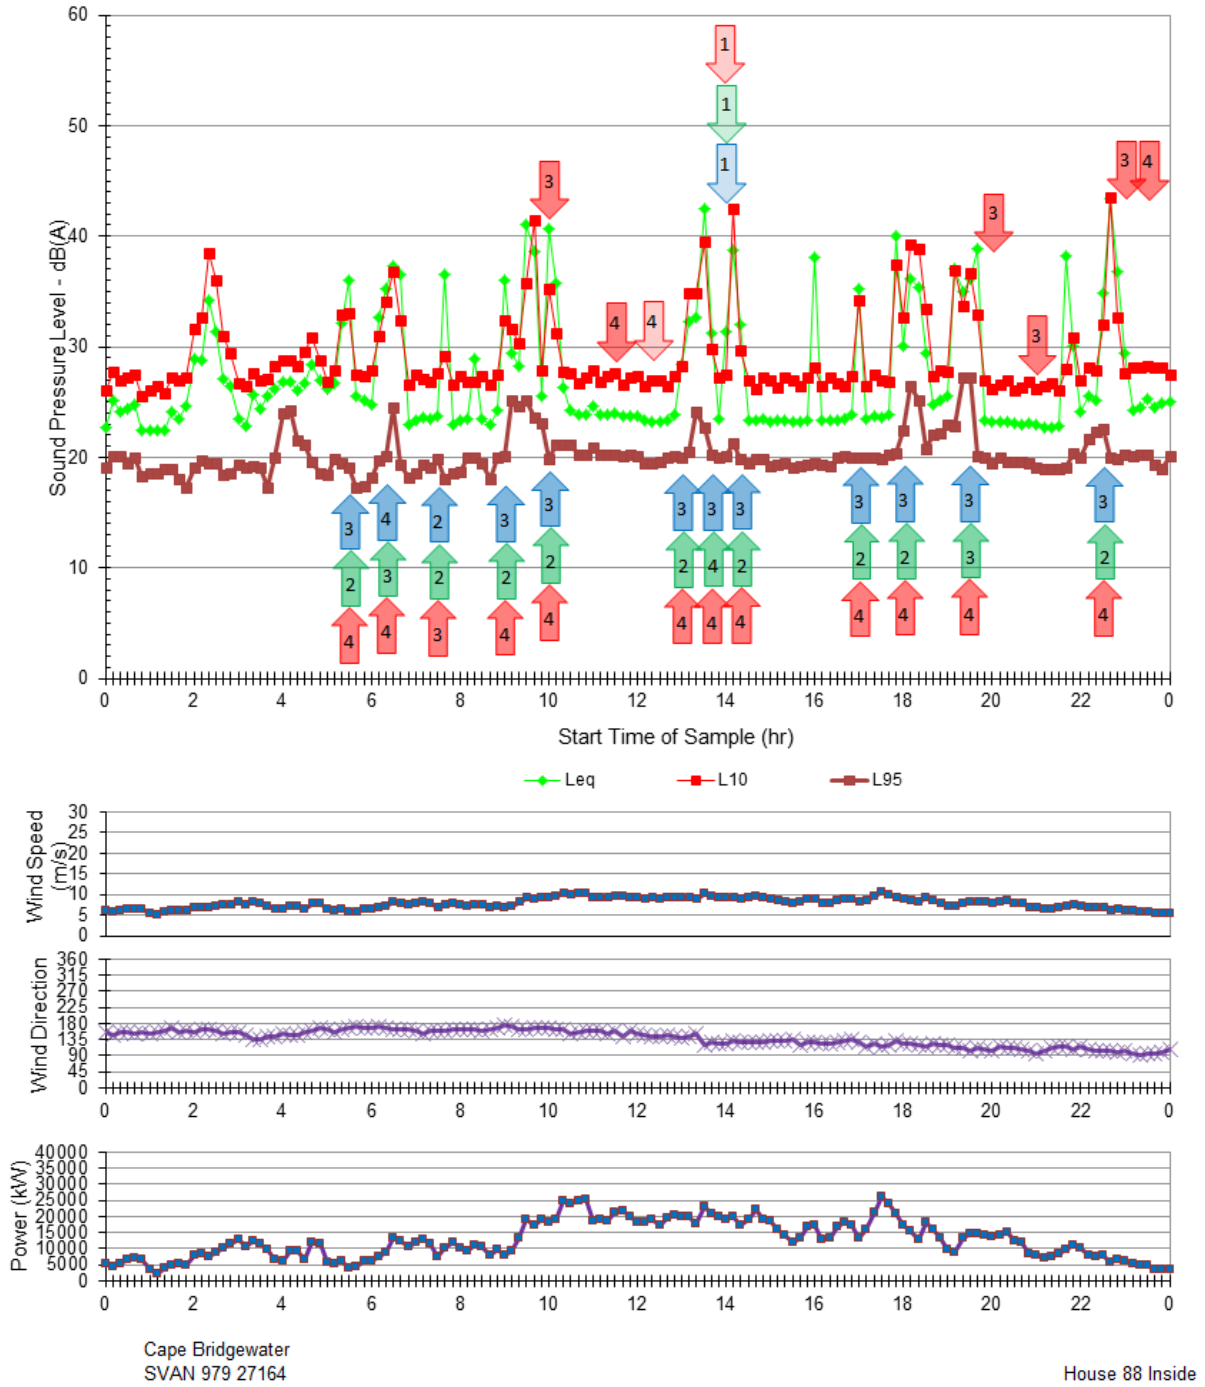 60
50
40
30
20
10
0
Sound Pressure Level - dB(A)
1
1
1
3
3
3 4
4 4 3
3 4 2 3 3 3 3 3 3 3 3 3
2 3 2 2 2 2 4 2 2 2 3 2
4 4 3 4 4 4 4 4 4 4 4 4
0 2 4 6 8 10 12 14 16 18 20 22 0
Start Time of Sample (hr)
Leq L10 L95
30
25
20
15
10
5
0
Wind Speed
(m/s)
360
315
270
225
180
135
90
45
0
Wind Direction
0 2 4 6 8 10 12 14 16 18 20 22 0
40000
35000
30000
25000
20000
15000
10000
5000
0
Power (kW)
0 2 4 6 8 10 12 14 16 18 20 22 0
Cape Bridgewater
SVAN 979 27164
House 88 Inside